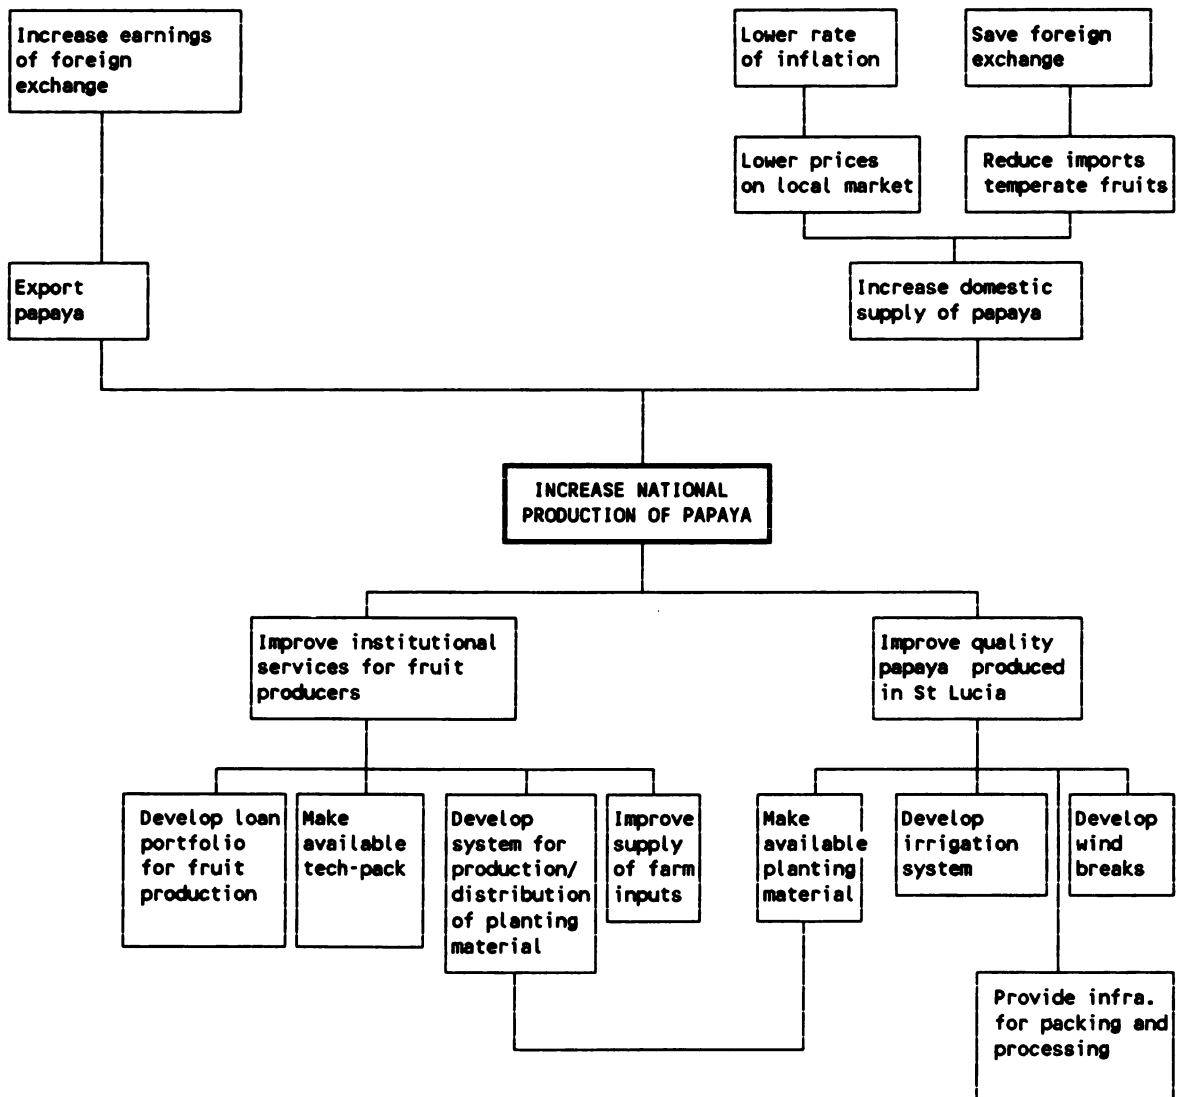 Increase earnings
of foreign
exchange
Lower rate
of inflation
Save foreign
exchange
Lower prices
on local market
Reduce imports
temperate fruits
Export
papaya
Increase domestic
supply of papaya
INCREASE NATIONAL
PRODUCTION OF PAPAYA
Improve institutional
services for fruit
producers
Improve quality
papaya produced
in St Lucia
Develop loan
portfolio
for fruit
production
Make
available
tech-pack
Develop
system for
production/
distribution
of planting
material
Improve
supply
of farm
inputs
Make
available
planting
material
Develop
irrigation
system
Develop
wind
breaks
Provide infra.
for packing and
processing